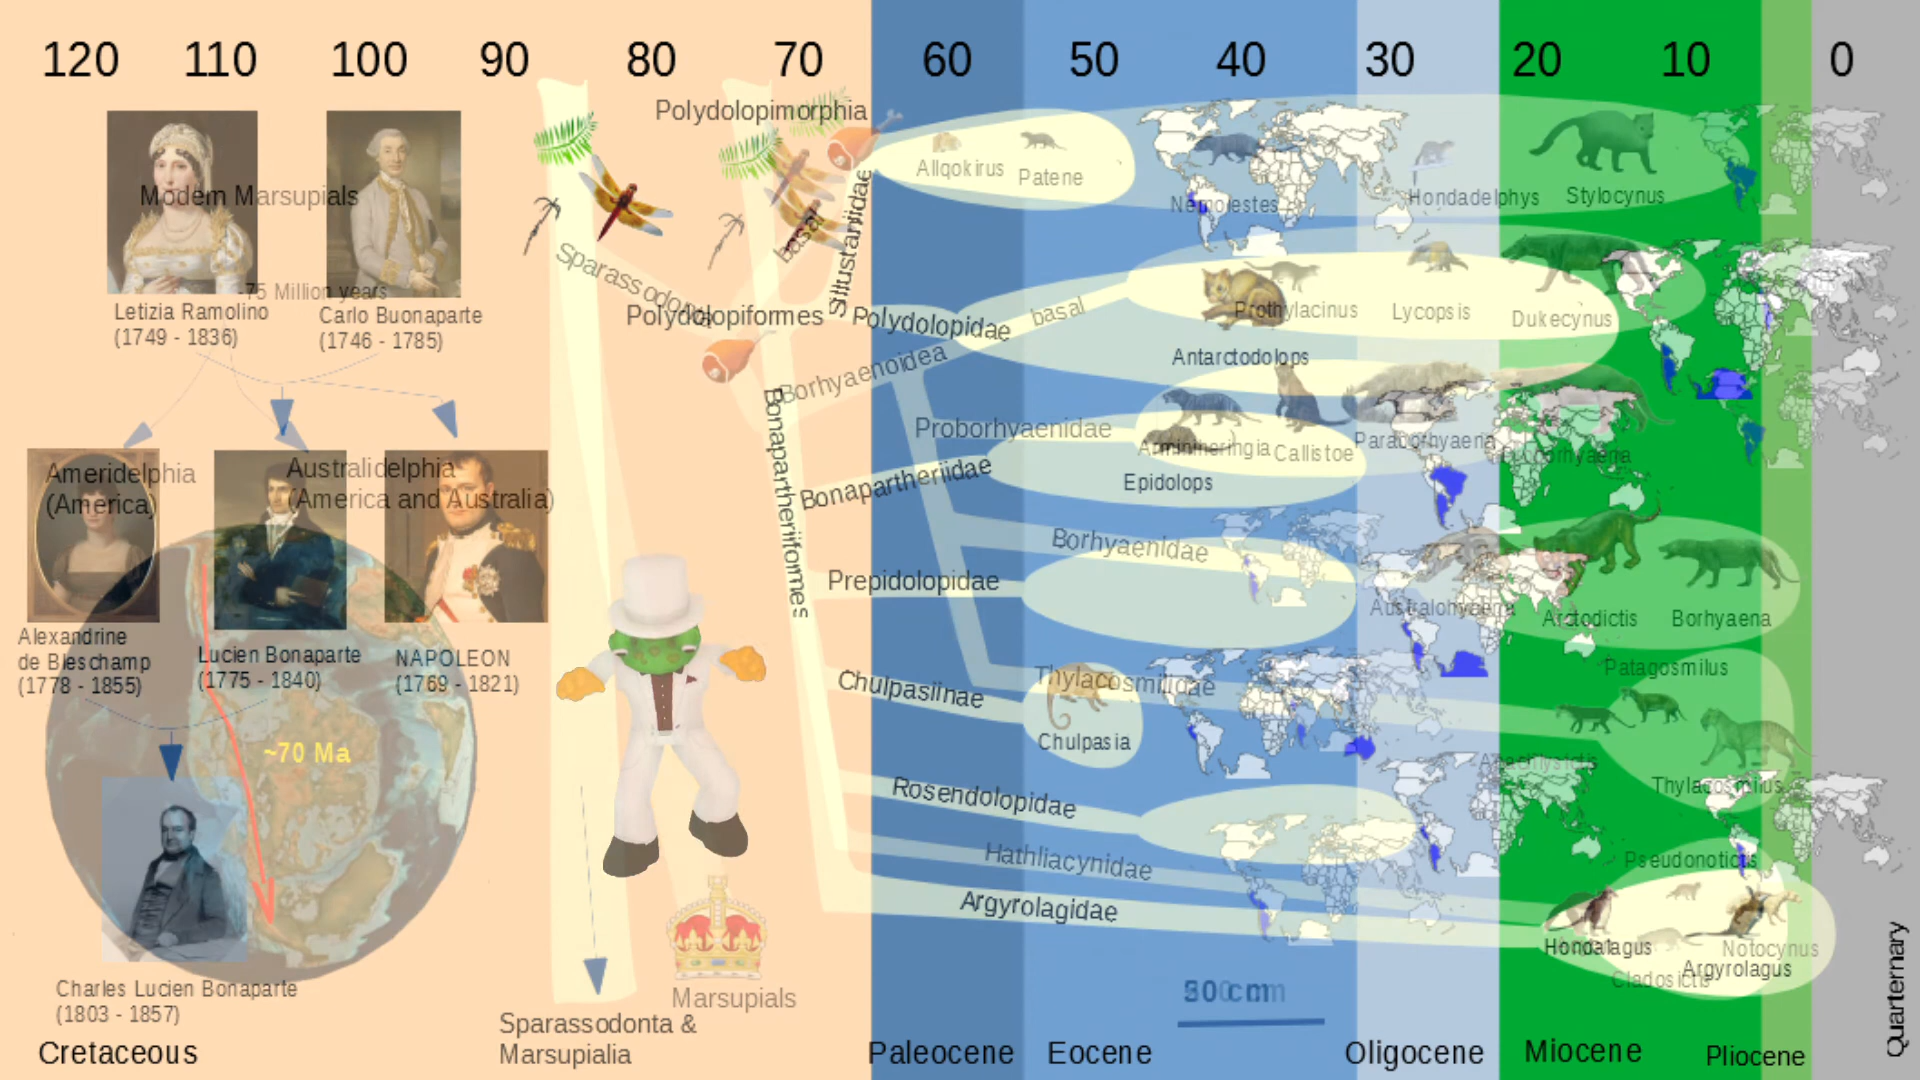 120 110 100 90 80 70 60 50 40 30 20 10 0
Polydolopimorphia
Modern Marsupials
~75 Million years
Letizia Ramolino
(1749 - 1836)
Carlo Buonaparte
(1746 - 1785)
Ameridelphia
(America)
Australidelphia
(America and Australia)
Alexandrine
de Bleschamp
(1778 - 1855)
Lucien Bonaparte
(1775 - 1840)
NAPOLEON
(1769 - 1821)
~70 Ma
Charles Lucien Bonaparte
(1803 - 1857)
Sparassodonta
basal
Sillustaniidae
Polydolopiformes
Polydolopidae
basal
Borhyaenoidea
Bonapartheriiformes
Proborhyaenidae
Bonapartheriidae
Borhyaenidae
Prepidolopidae
Chulpasiinae
Thylacosmilidae
Rosendolopidae
Hathliacynidae
Argyrolagidae
Allqokirus
Patene
Nemolestes
Hondadelphys
Stylocynus
Prothylacinus
Lycopsis
Dukecynus
Antarctodolops
Arminiheringia
Callistoe
Paraborhyaena
Epidolops
Australohyaena
Arctodictis
Borhyaena
Patagosmilus
Chulpasia
Anachlysictis
Thylacosmilus
Pseudonotictis
Hondalagus
Notocynus
Argyrolagus
Cladosictis
Marsupials
Sparassodonta &
Marsupialia
Cretaceous
Paleocene
Eocene
Oligocene
Miocene
Pliocene
Quarternary